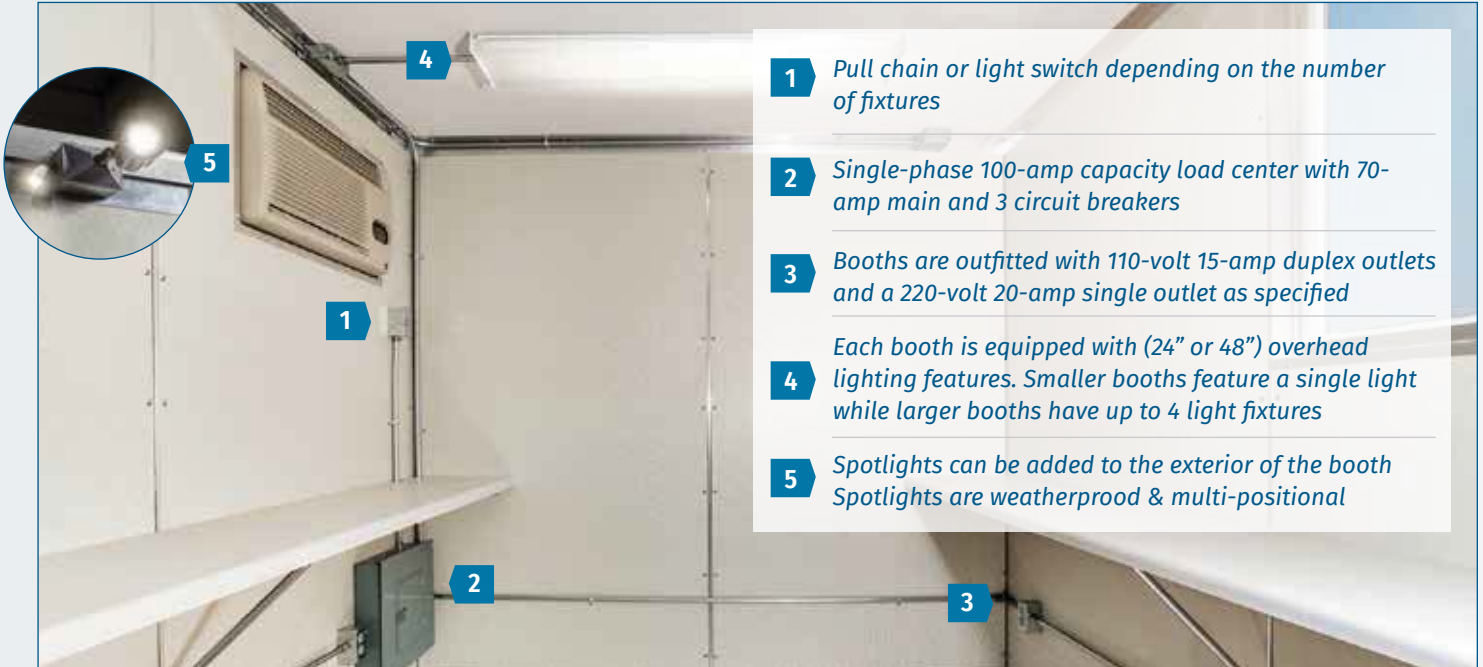 4
5
1
2
3
1 Pull chain or light switch depending on the number
of fixtures
2 Single-phase 100-amp capacity load center with 70-
amp main and 3 circuit breakers
3 Booths are outfitted with 110-volt 15-amp duplex outlets
and a 220-volt 20-amp single outlet as specified
Each booth is equipped with (24” or 48”) overhead
4 lighting features. Smaller booths feature a single light
while larger booths have up to 4 light fixtures
5 Spotlights can be added to the exterior of the booth
Spotlights are weatherprood & multi-positional